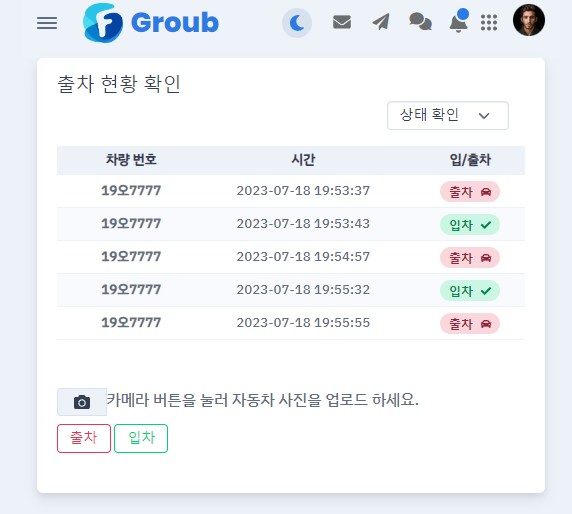 Groub
출차 현황 확인
상태 확인
차량 번호 시간 입/출차
19오7777 2023-07-18 19:53:37 출차
19오7777 2023-07-18 19:53:43 입차
19오7777 2023-07-18 19:54:57 출차
19오7777 2023-07-18 19:55:32 입차
19오7777 2023-07-18 19:55:55 출차
카메라 버튼을 눌러 자동차 사진을 업로드 하세요.
출차 입차